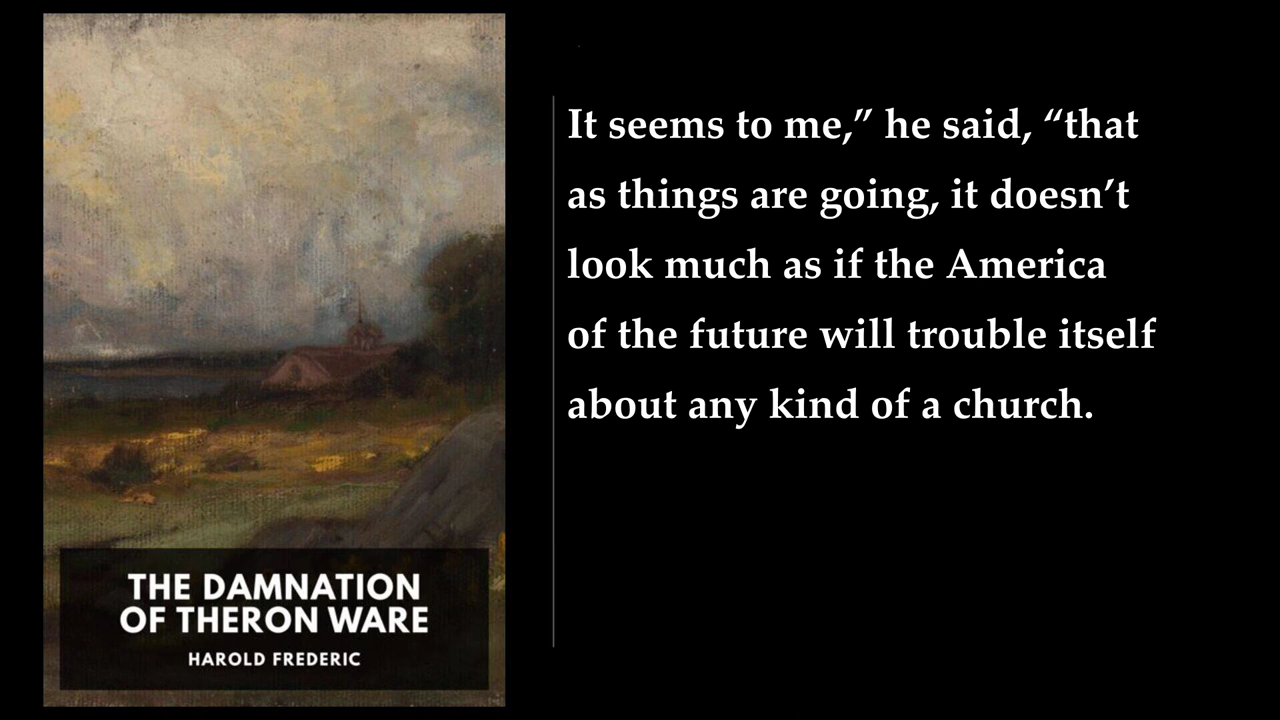 THE DAMNATION
OF THERON WARE
HAROLD FREDERIC
It seems to me,” he said, “that
as things are going, it doesn’t
look much as if the America
of the future will trouble itself
about any kind of a church.